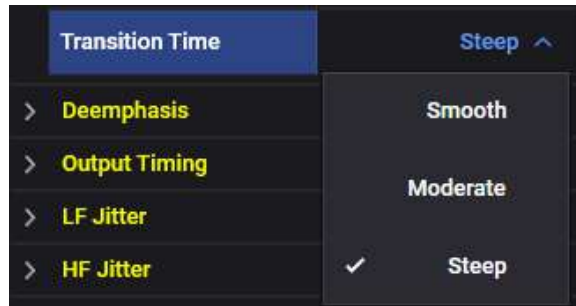 Transition Time Steep
Deemphasis Smooth
Output Timing
Moderate
LF Jitter
HF Jitter Steep